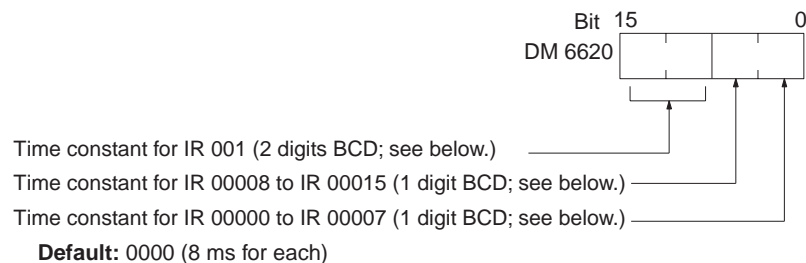 Bit 15 0
DM 6620
Time constant for IR 001 (2 digits BCD; see below.)
Time constant for IR 00008 to IR 00015 (1 digit BCD; see below.)
Time constant for IR 00000 to IR 00007 (1 digit BCD; see below.)
Default: 0000 (8 ms for each)